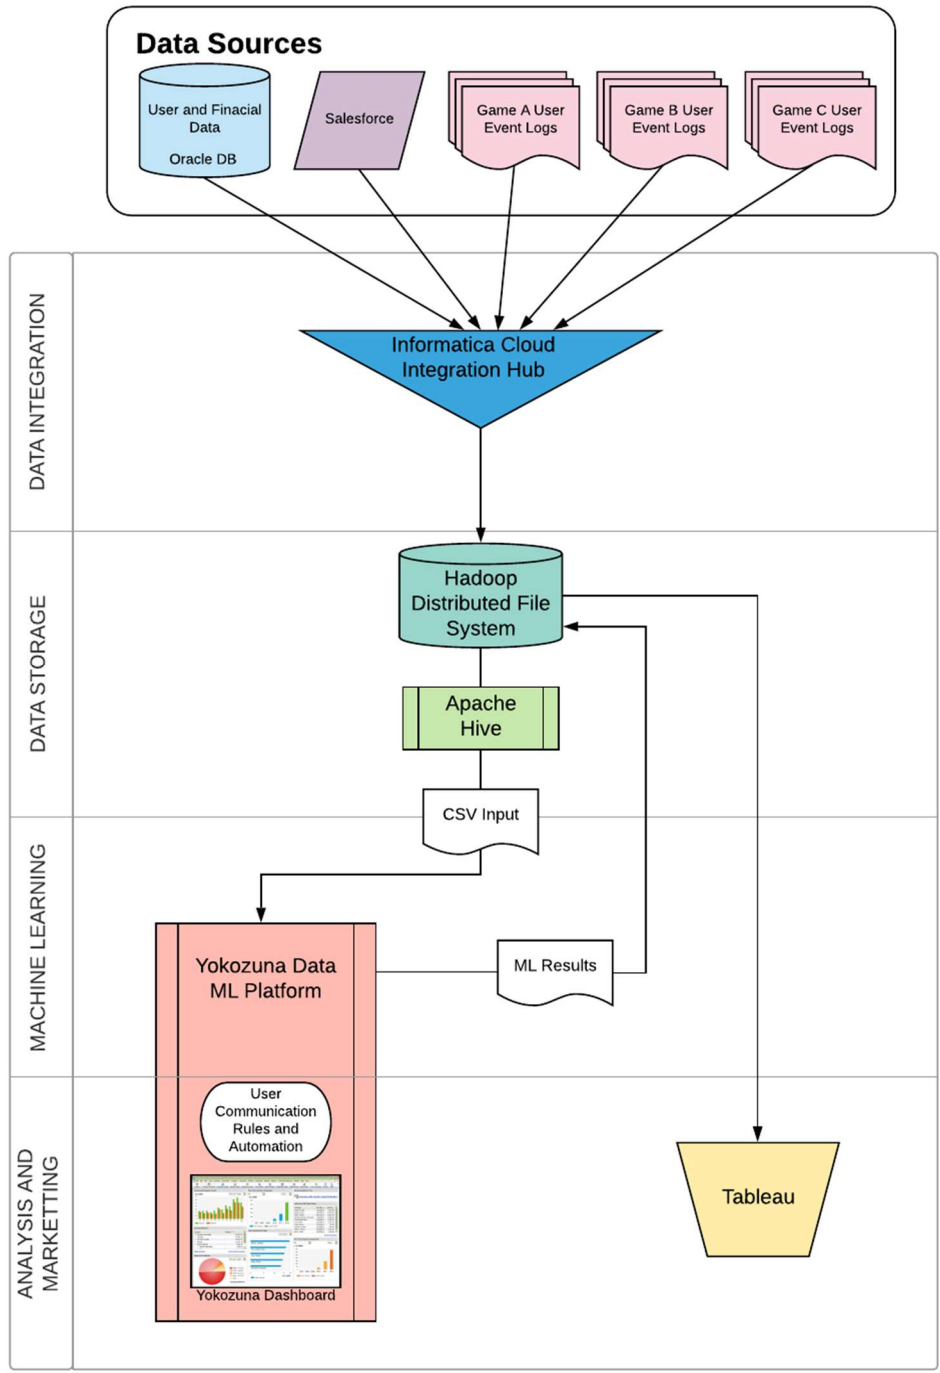 Data Sources
User and Finacial
Data
Oracle DB
Salesforce
Game A User
Event Logs
Game B User
Event Logs
Game C User
Event Logs
DATA INTEGRATION
Informatica Cloud
Integration Hub
DATA STORAGE
Hadoop
Distributed File
System
Apache
Hive
CSV Input
MACHINE LEARNING
Yokozuna Data
ML Platform
ML Results
ANALYSIS AND
MARKETTING
User
Communication
Rules and
Automation
Yokozuna Dashboard
Tableau